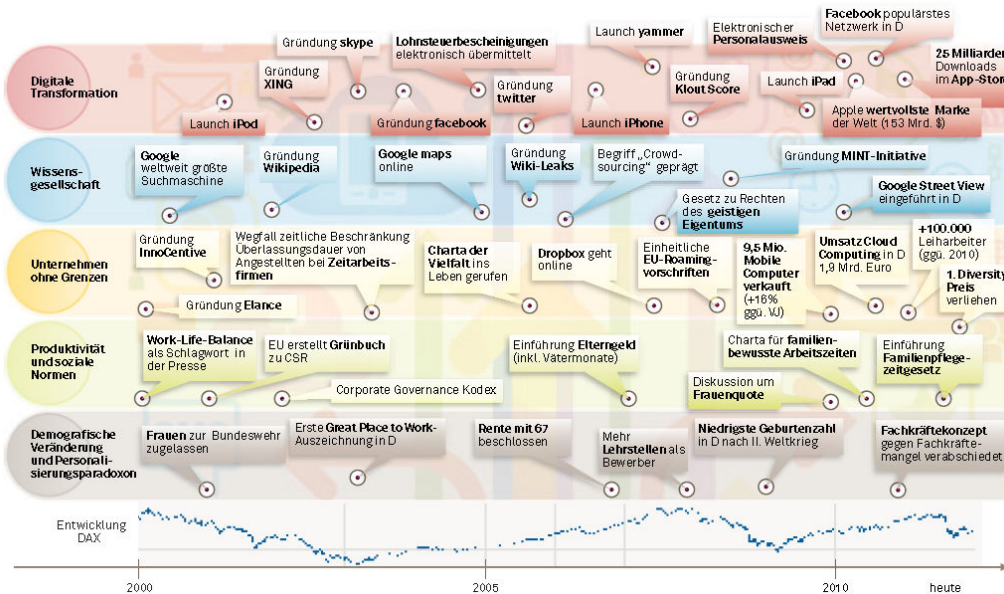 Digitale
Transformation
Launch iPod
Gründung
XING
Gründung skype
Gründung facebook
Lohnsteuerbescheinigungen
elektronisch übermittelt
Gründung
twitter
Launch iPhone
Launch yammer
Gründung
Klout Score
Elektronischer
Personalausweis
Launch iPad
Facebook populärstes
Netzwerk in D
Apple wertvollste Marke
der Welt (153 Mrd. $)
25 Milliarden
Downloads
im App-Store
Wissens-
gesellschaft
Google
weltweit größte
Suchmaschine
Gründung
Wikipedia
Google maps
online
Gründung
Wiki-Leaks
Begriff „Crowd-
sourcing“ geprägt
Gesetz zu Rechten
des geistigen
Eigentums
Gründung MINT-Initiative
Google Street View
eingeführt in D
Unternehmen
ohne Grenzen
Gründung
InnoCentive
Gründung Elance
Wegfall zeitliche Beschränkung
Überlassungsdauer von
Angestellten bei Zeitarbeits-
firmen
Charta der
Vielfalt ins
Leben gerufen
Dropbox geht
online
Einheitliche
EU-Roaming-
vorschriften
9,5 Mio.
Mobile
Computer
verkauft
(+16%
ggü. VJ)
Umsatz Cloud
Computing in D
1,9 Mrd. Euro
+100.000
Leiharbeiter
(ggü. 2010)
1. Diversity
Preis
verliehen
Produktivität
und soziale
Normen
Work-Life-Balance
als Schlagwort in
der Presse
EU erstellt Grünbuch
zu CSR
Corporate Governance Kodex
Einführung Elterngeld
(inkl. Vätermonate)
Diskussion um
Frauenquote
Charta für familien-
bewusste Arbeitszeiten
Einführung
Familienpflege-
zeitgesetz
Demografische
Veränderung
und Personali-
sierungsparadoxon
Frauen zur Bundeswehr
zugelassen
Erste Great Place to Work-
Auszeichnung in D
Rente mit 67
beschlossen
Mehr
Lehrstellen als
Bewerber
Niedrigste Geburtenzahl
in D nach II. Weltkrieg
Fachkräftekonzept
gegen Fachkräfte-
mangel verabschiedet
Entwicklung
DAX
2000
2005
2010
heute